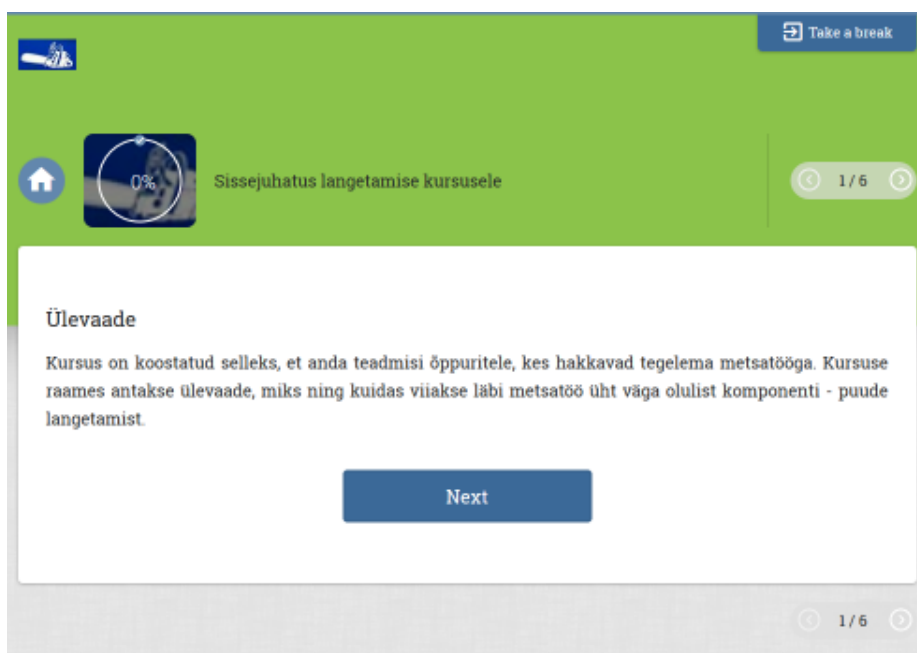 Take a break
0%
Sissejuhatus langetamise kursusele
1/6
Ülevaade
Kursus on koostatud selleks, et anda teadmisi õppuritele, kes hakkavad tegelema metsatööga. Kursuse
raames antakse ülevaade, miks ning kuidas viiakse läbi metsatöö üht väga olulist komponenti - puude
langetamist.
Next
1/6